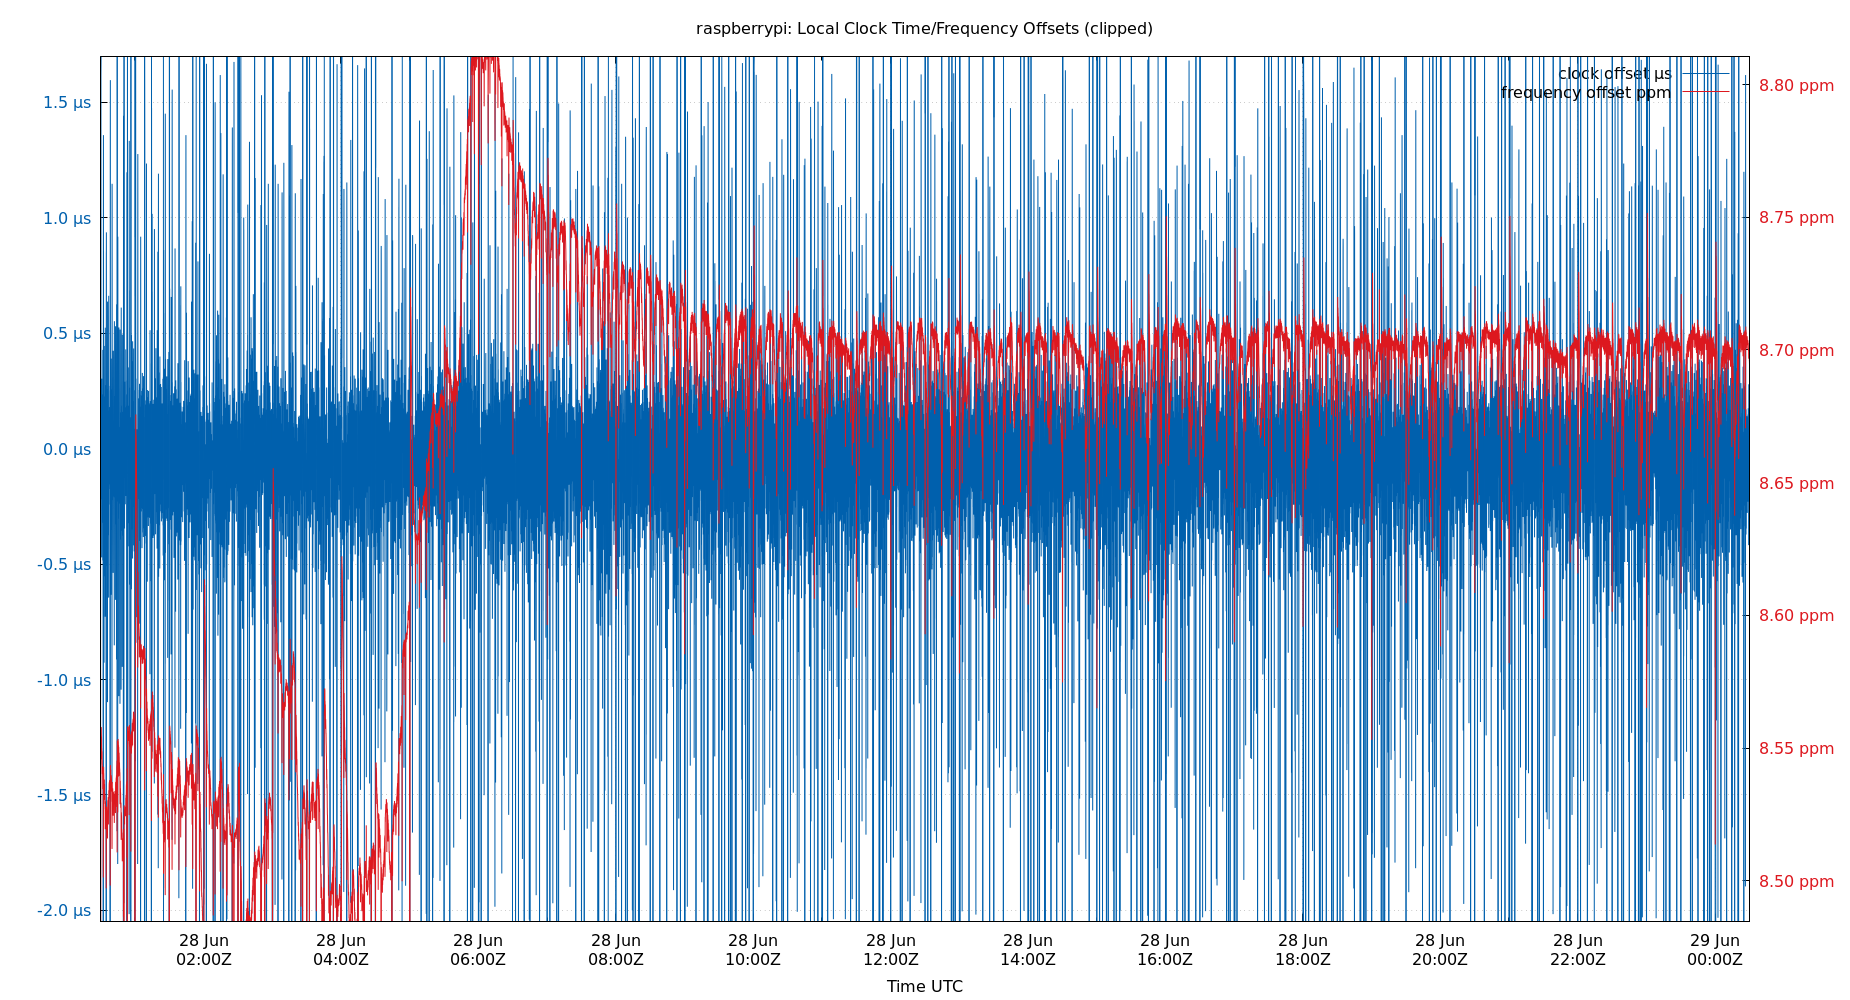 raspberrypi: Local Clock Time/Frequency Offsets (clipped)
clock offset µs
frequency offset ppm
1.5 µs
1.0 µs
0.5 µs
0.0 µs
-0.5 µs
-1.0 µs
-1.5 µs
-2.0 µs
8.80 ppm
8.75 ppm
8.70 ppm
8.65 ppm
8.60 ppm
8.55 ppm
8.50 ppm
28 Jun 28 Jun 28 Jun 28 Jun 28 Jun 28 Jun 28 Jun 28 Jun 28 Jun 28 Jun 28 Jun 29 Jun
02:00Z 04:00Z 06:00Z 08:00Z 10:00Z 12:00Z 14:00Z 16:00Z 18:00Z 20:00Z 22:00Z 00:00Z
Time UTC